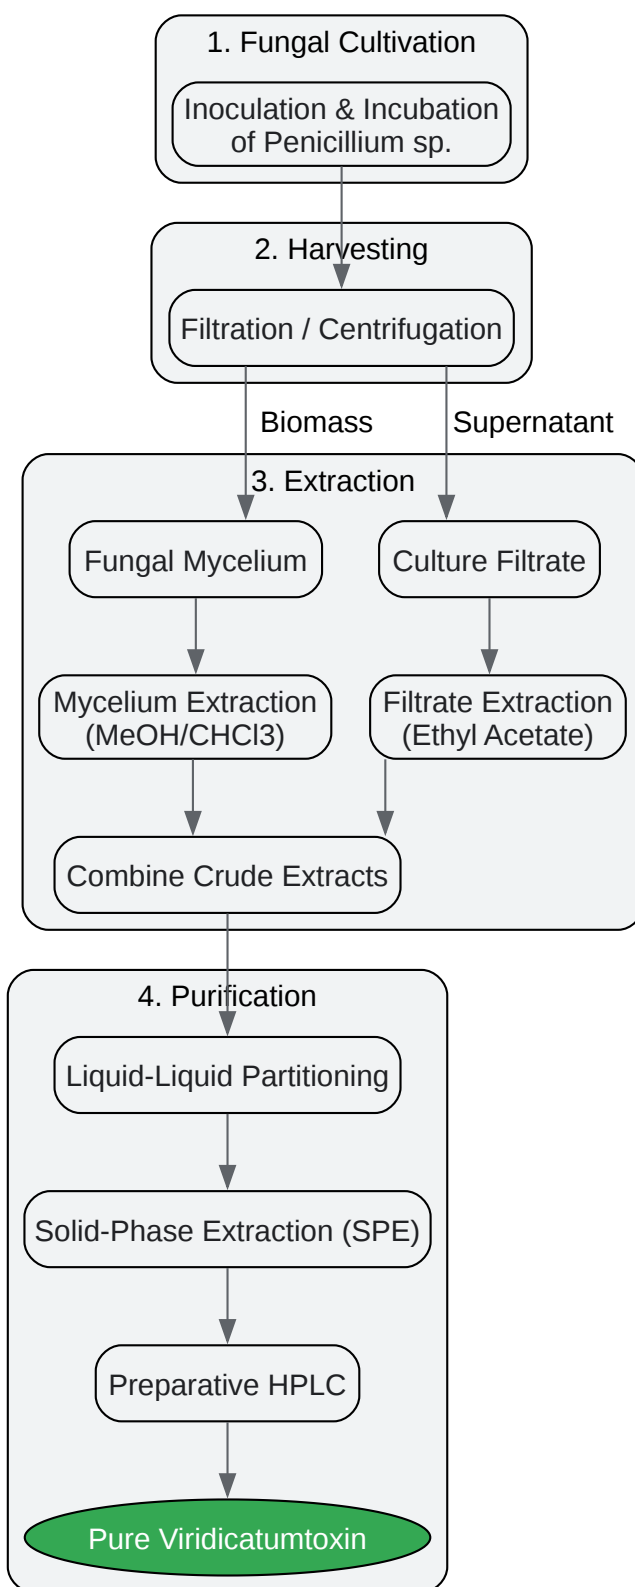 1. Fungal Cultivation
Inoculation & Incubation
of Penicillium sp.
2. Harvesting
Filtration / Centrifugation
Biomass
Supernatant
3. Extraction
Fungal Mycelium
Culture Filtrate
Mycelium Extraction
(MeOH/CHCl3)
Filtrate Extraction
(Ethyl Acetate)
Combine Crude Extracts
4. Purification
Liquid-Liquid Partitioning
Solid-Phase Extraction (SPE)
Preparative HPLC
Pure Viridicatumtoxin